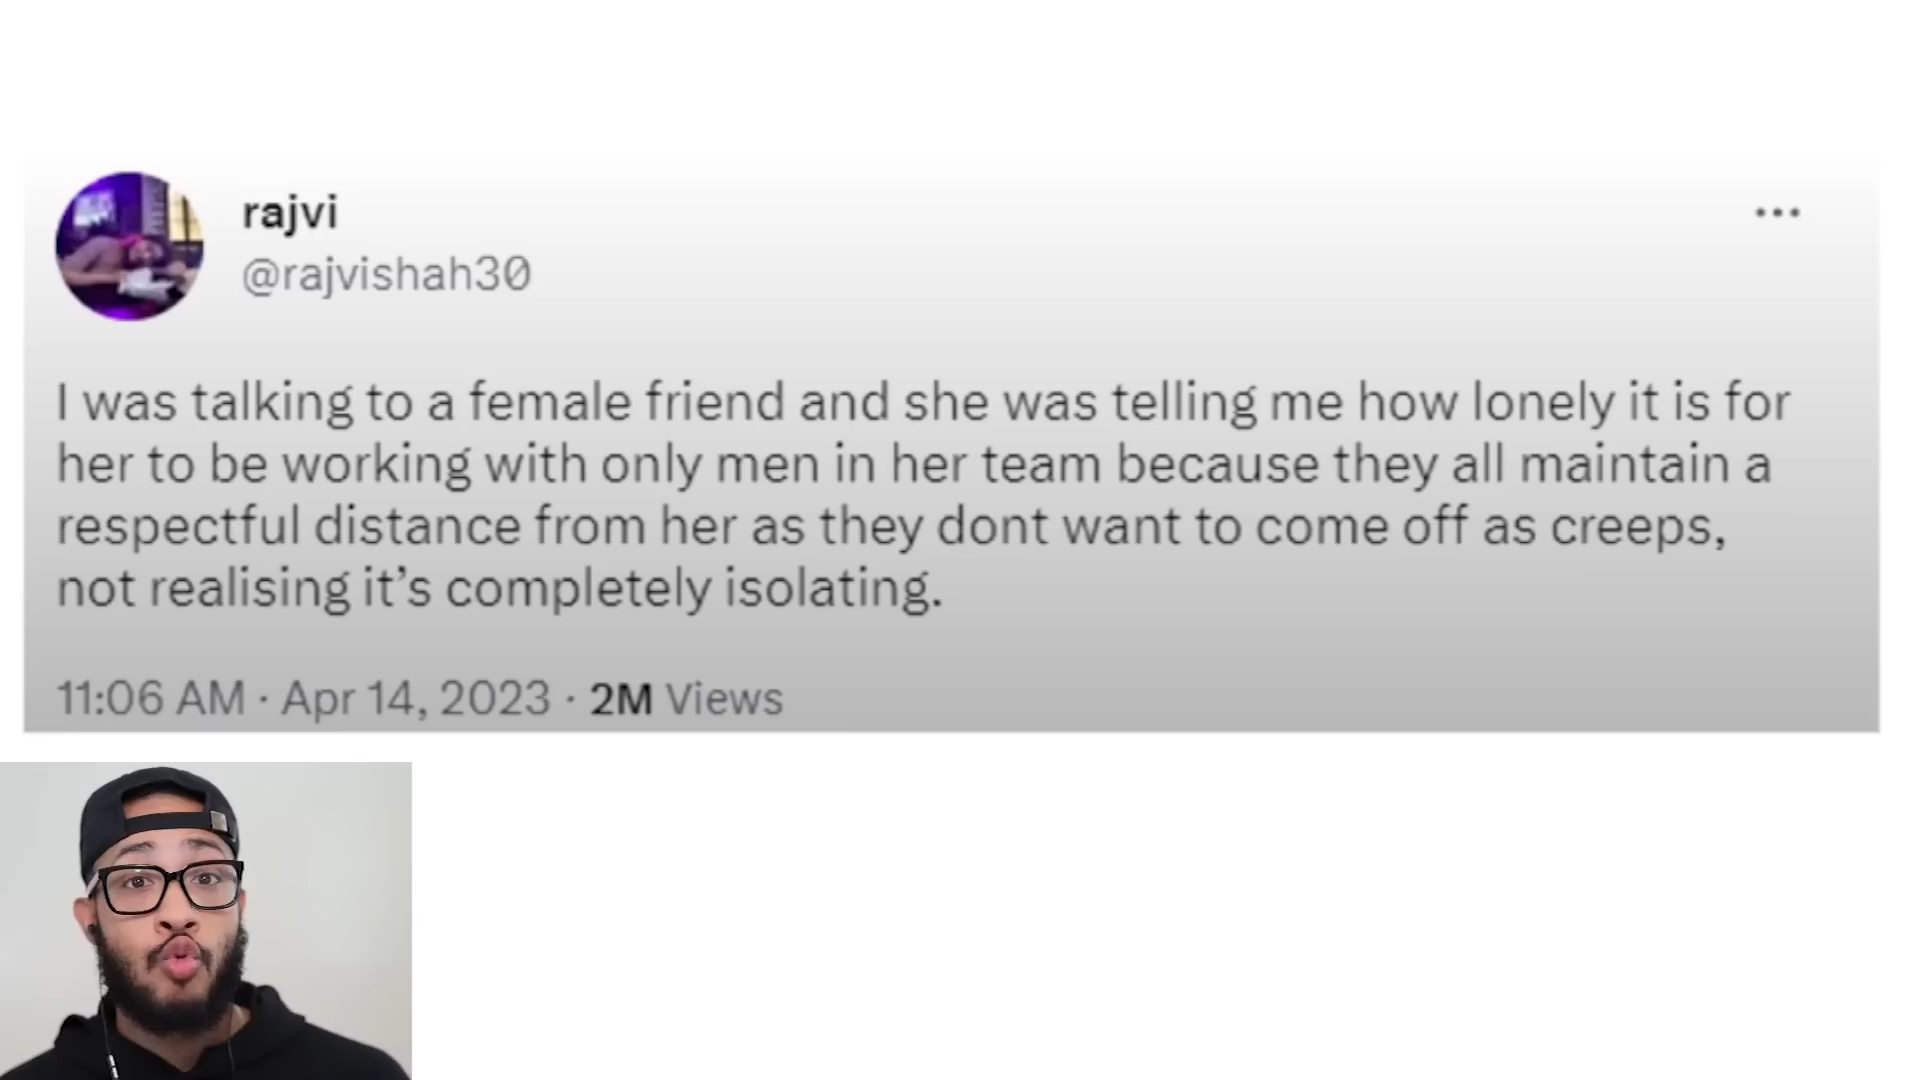 rajvi
@rajvishah30
I was talking to a female friend and she was telling me how lonely it is for
her to be working with only men in her team because they all maintain a
respectful distance from her as they dont want to come off as creeps,
not realising it’s completely isolating.
11:06 AM · Apr 14, 2023 · 2M Views